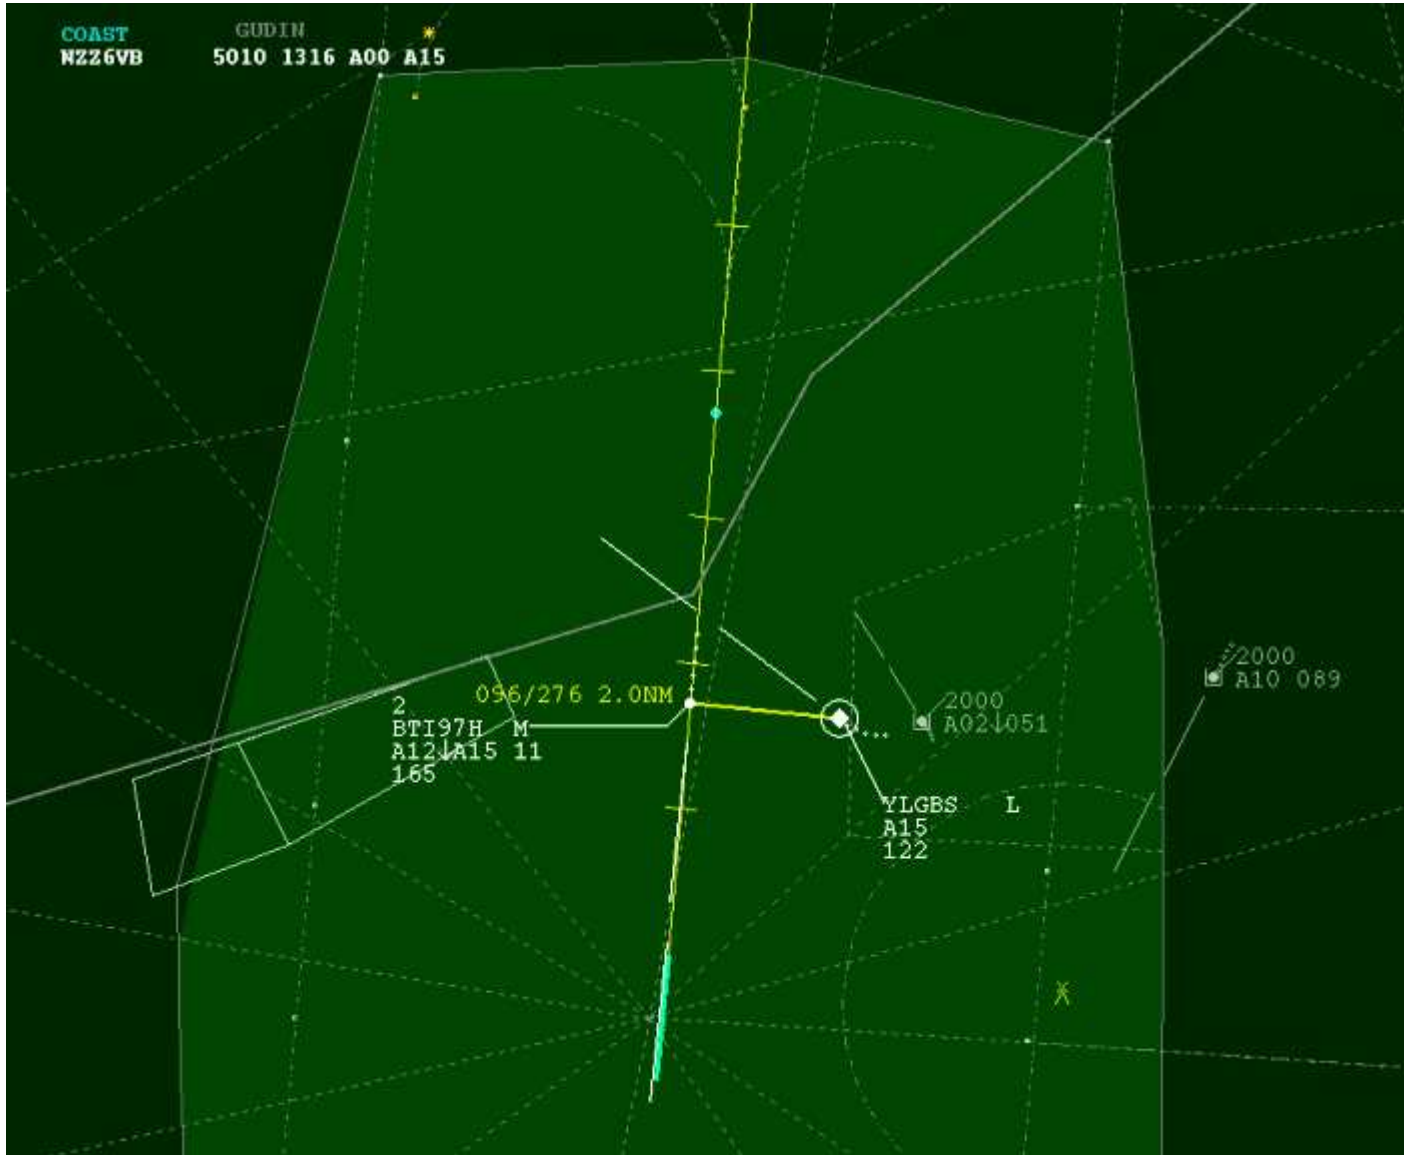 COAST GUDIN
NZZ6VB 5010 1316 A00 A15
096/276 2.0NM
2
BTI97H M
A12↓A15 11
165
2000
A02↓051
2000
A10 089
YLGBS L
A15
122